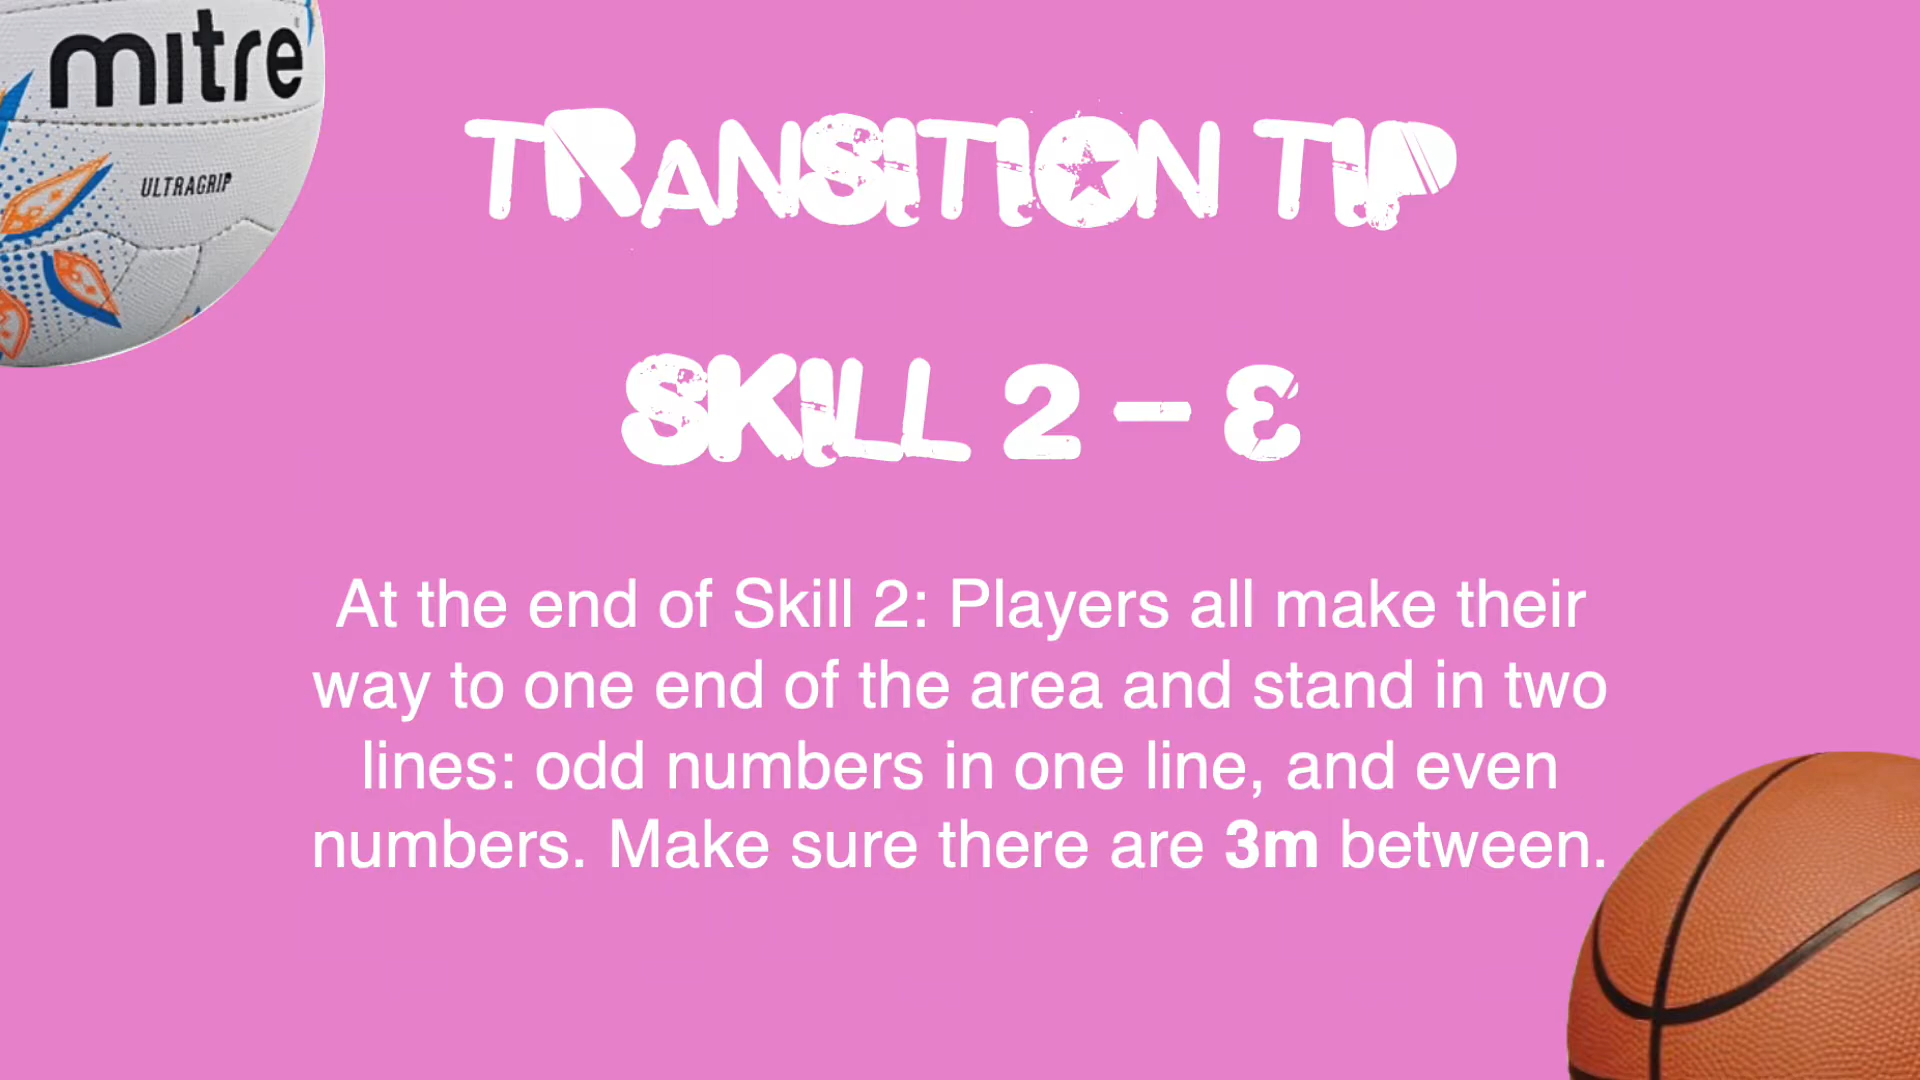 mitre
ULTRAGRIP
TRANSITION TIP
SKILL 2 - 3
At the end of Skill 2: Players all make their
way to one end of the area and stand in two
lines: odd numbers in one line, and even
numbers. Make sure there are 3m between.